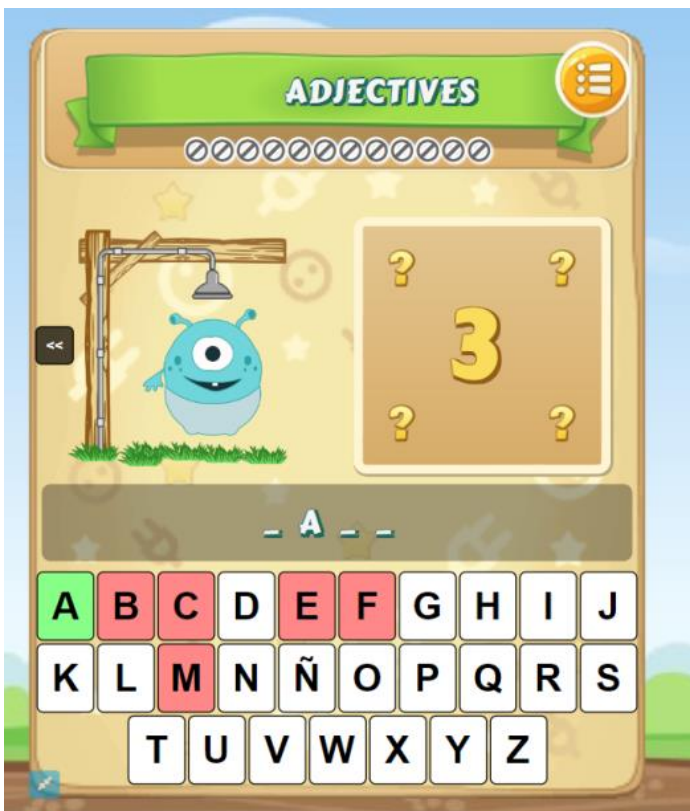 ADJECTIVES
? ?
3
<<
? ?
_ A _ _
A B C D E F G H I J
K L M N Ñ O P Q R S
T U V W X Y Z